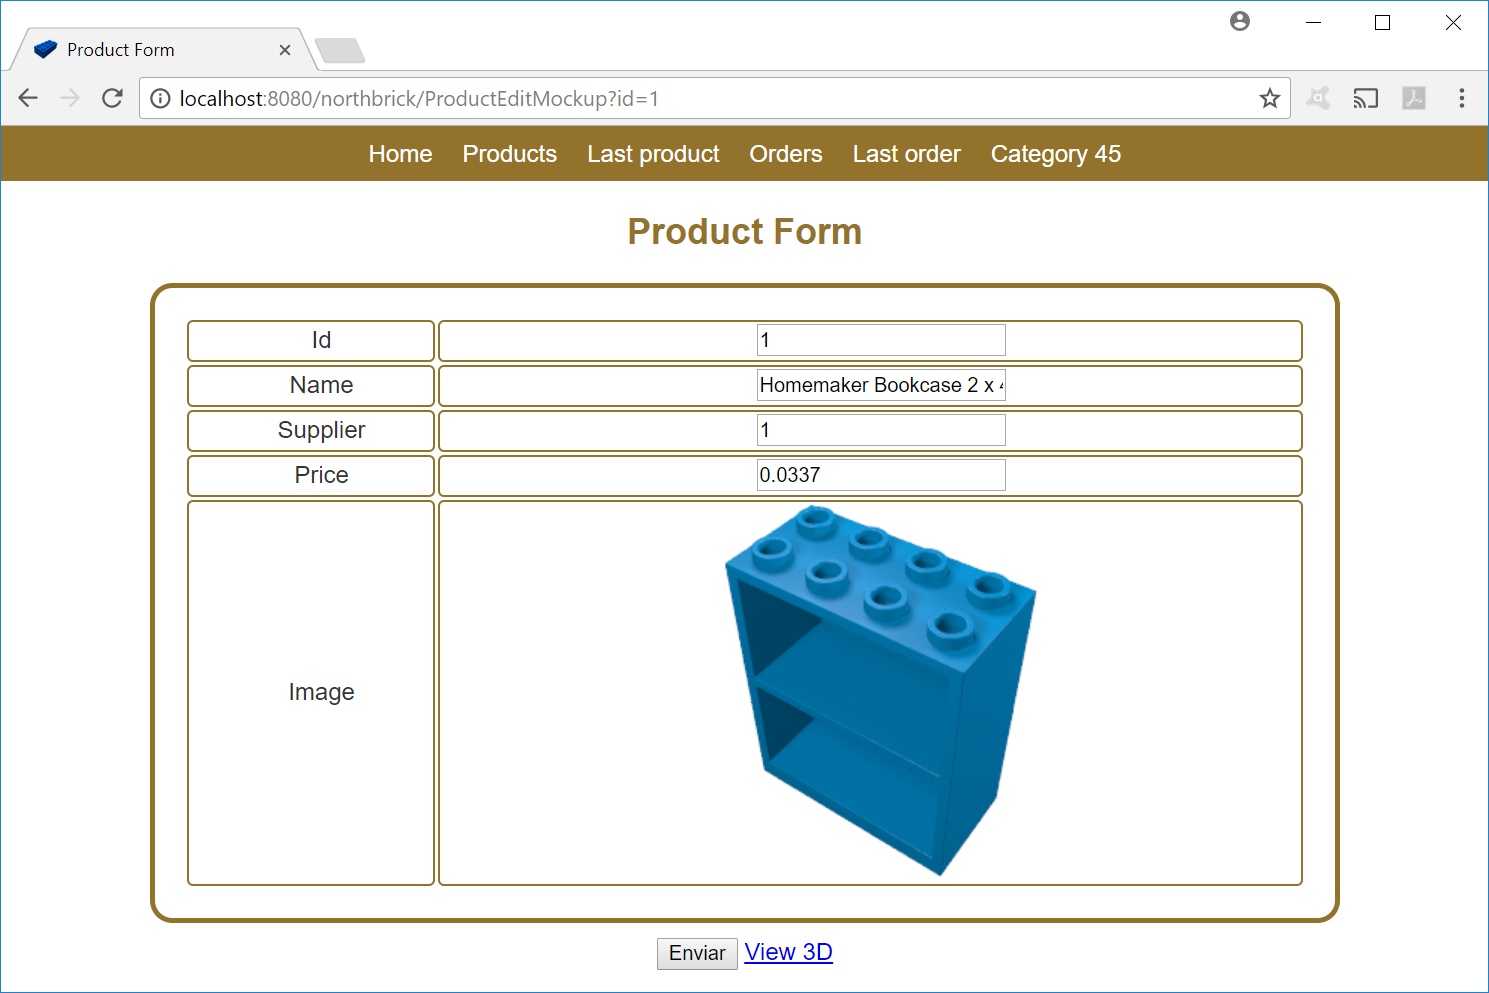 Product Form
localhost:8080/northbrick/ProductEditMockup?id=1
Home Products Last product Orders Last order Category 45
Product Form
Id 1
Name Homemaker Bookcase 2 x
Supplier 1
Price 0.0337
Image
Enviar View 3D